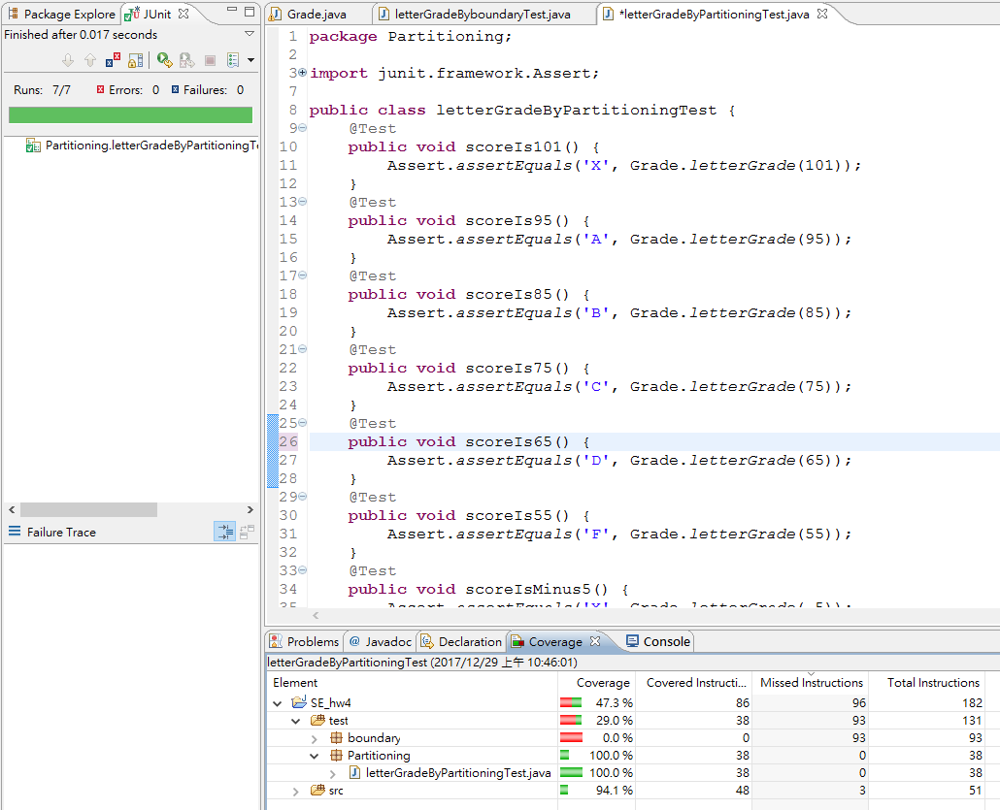 Package Explorer JUnit
Finished after 0.017 seconds
Runs: 7/7 Errors: 0 Failures: 0
Partitioning.letterGradeByPartitioningT
Failure Trace
Grade.java letterGradeByboundaryTest.java *letterGradeByPartitioningTest.java
1 package Partitioning;
2
3 import junit.framework.Assert;
7
8 public class letterGradeByPartitioningTest {
9 @Test
10 public void scoreIs101() {
11 Assert.assertEquals('X', Grade.letterGrade(101));
12 }
13 @Test
14 public void scoreIs95() {
15 Assert.assertEquals('A', Grade.letterGrade(95));
16 }
17 @Test
18 public void scoreIs85() {
19 Assert.assertEquals('B', Grade.letterGrade(85));
20 }
21 @Test
22 public void scoreIs75() {
23 Assert.assertEquals('C', Grade.letterGrade(75));
24 }
25 @Test
26 public void scoreIs65() {
27 Assert.assertEquals('D', Grade.letterGrade(65));
28 }
29 @Test
30 public void scoreIs55() {
31 Assert.assertEquals('F', Grade.letterGrade(55));
32 }
33 @Test
34 public void scoreIsMinus5() {
35 Assert.assertEquals('X', Grade.letterGrade(-5));
Problems @ Javadoc Declaration Coverage Console
letterGradeByPartitioningTest (2017/12/29 上午 10:46:01)
Element Coverage Covered Instructi... Missed Instructions Total Instructions
SE_hw4 47.3 % 86 96 182
test 29.0 % 38 93 131
boundary 0.0 % 0 93 93
Partitioning 100.0 % 38 0 38
letterGradeByPartitioningTest.java 100.0 % 38 0 38
src 94.1 % 48 3 51